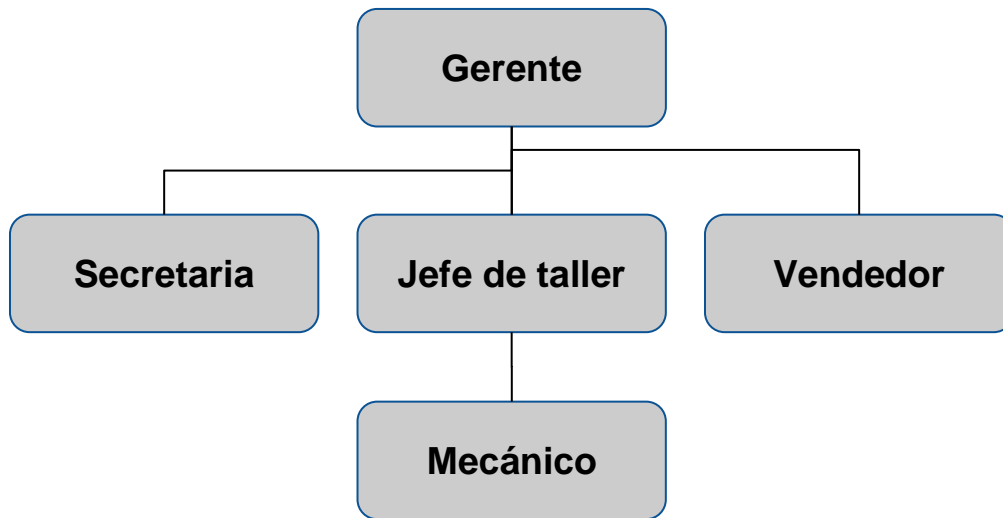 Gerente
Secretaria
Jefe de taller
Vendedor
Mecánico